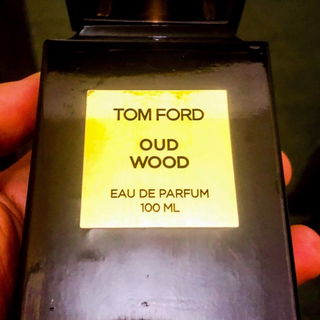 TOM FORD
OUD
WOOD
EAU DE PARFUM
100 ML